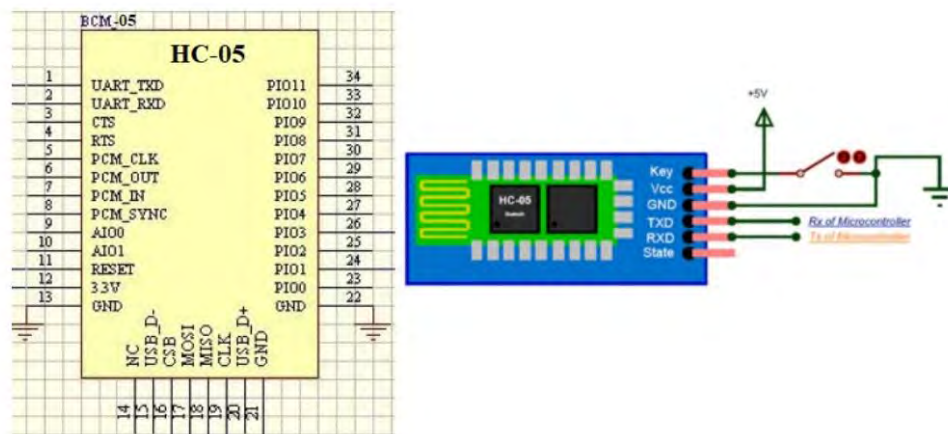 BCM-05
HC-05
1 UART_TXD PIO11 34
2 UART_RXD PIO10 33
3 CTS PIO9 32
4 RTS PIO8 31
5 PCM_CLK PIO7 30
6 PCM_OUT PIO6 29
7 PCM_IN PIO5 28
8 PCM_SYNC PIO4 27
9 AIO0 PIO3 26
10 AIO1 PIO2 25
11 RESET PIO1 24
12 3.3V PIO0 23
13 GND GND 22
NC USB_D- CSB MOSI MISO CLK USB_D+ GND
14 15 16 17 18 19 20 21
+5V
HC-05
Key
Vcc
GND
TXD
RXD
State
Rx of Microcontroller
Tx of Microcontroller